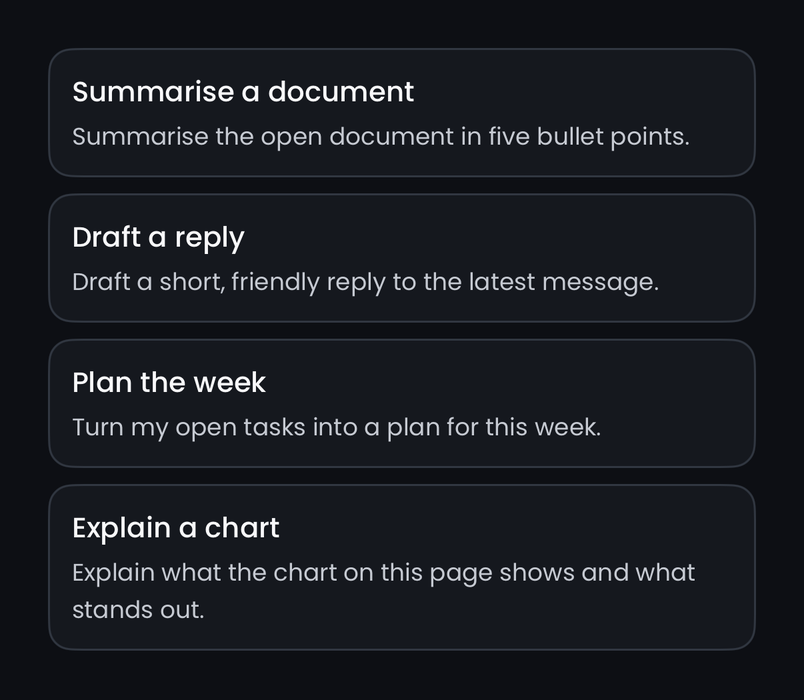 Summarise a document
Summarise the open document in five bullet points.
Draft a reply
Draft a short, friendly reply to the latest message.
Plan the week
Turn my open tasks into a plan for this week.
Explain a chart
Explain what the chart on this page shows and what
stands out.